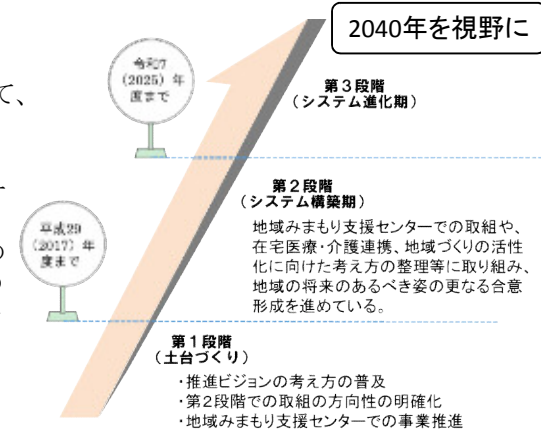 2040年を視野に
令和7
(2025)年
度まで
て、
第3段階
(システム進化期)
第2段階
(システム構築期)
地域みまもり支援センターでの取組や、
在宅医療・介護連携、地域づくりの活性
化に向けた考え方の整理等に取り組み、
地域の将来のあるべき姿の更なる合意
形成を進めている。
平成29
(2017)年
度まで
第1段階
(土台づくり)
・推進ビジョンの考え方の普及
・第2段階での取組の方向性の明確化
・地域みまもり支援センターでの事業推進